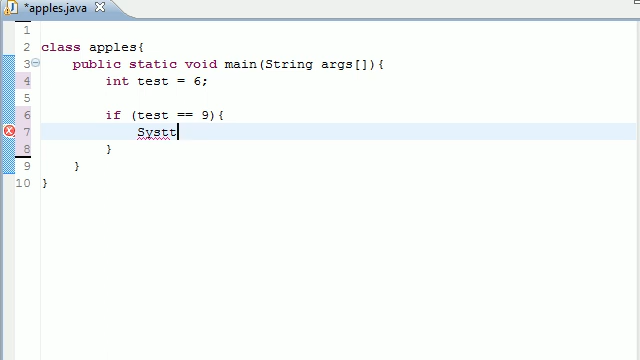 *apples.java
1
2 class apples{
3 public static void main(String args[]){
4 int test = 6;
5
6 if (test == 9){
7 Systt
8 }
9 }
10 }